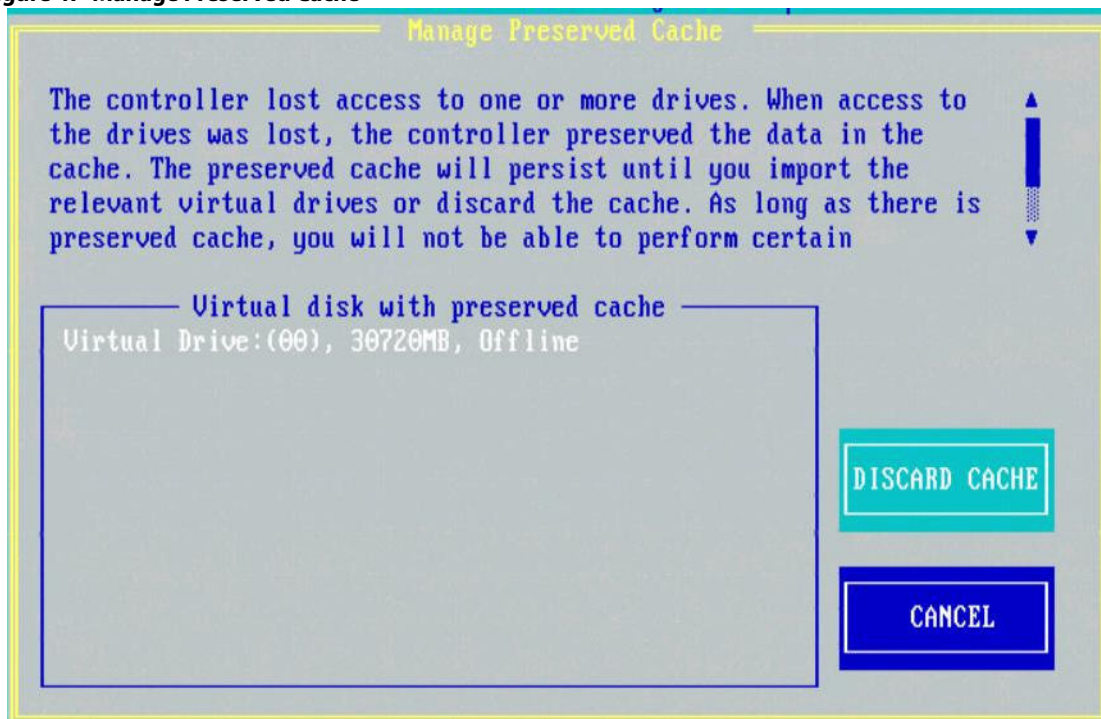 Manage Preserved Cache
Manage Preserved Cache
The controller lost access to one or more drives. When access to
the drives was lost, the controller preserved the data in the
cache. The preserved cache will persist until you import the
relevant virtual drives or discard the cache. As long as there is
preserved cache, you will not be able to perform certain
Virtual disk with preserved cache
Virtual Drive:(00), 30720MB, Offline
DISCARD CACHE
CANCEL